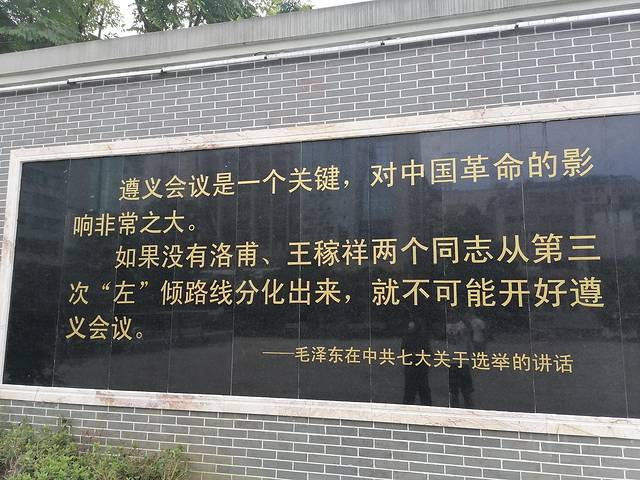 遵义会议是一个关键，对中国革命的影
响非常之大。
如果没有洛甫、王稼祥两个同志从第三
次“左”倾路线分化出来，就不可能开好遵
义会议。
——毛泽东在中共七大关于选举的讲话